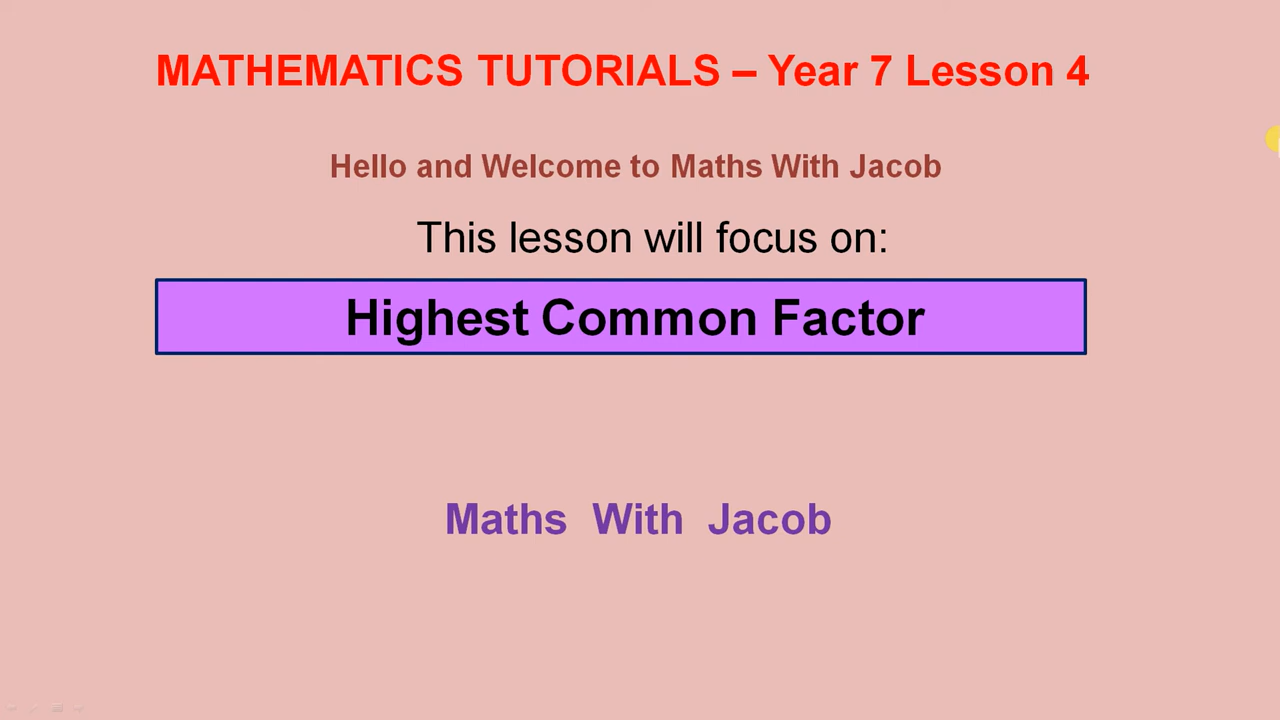 MATHEMATICS TUTORIALS – Year 7 Lesson 4
Hello and Welcome to Maths With Jacob
This lesson will focus on:
Highest Common Factor
Maths With Jacob